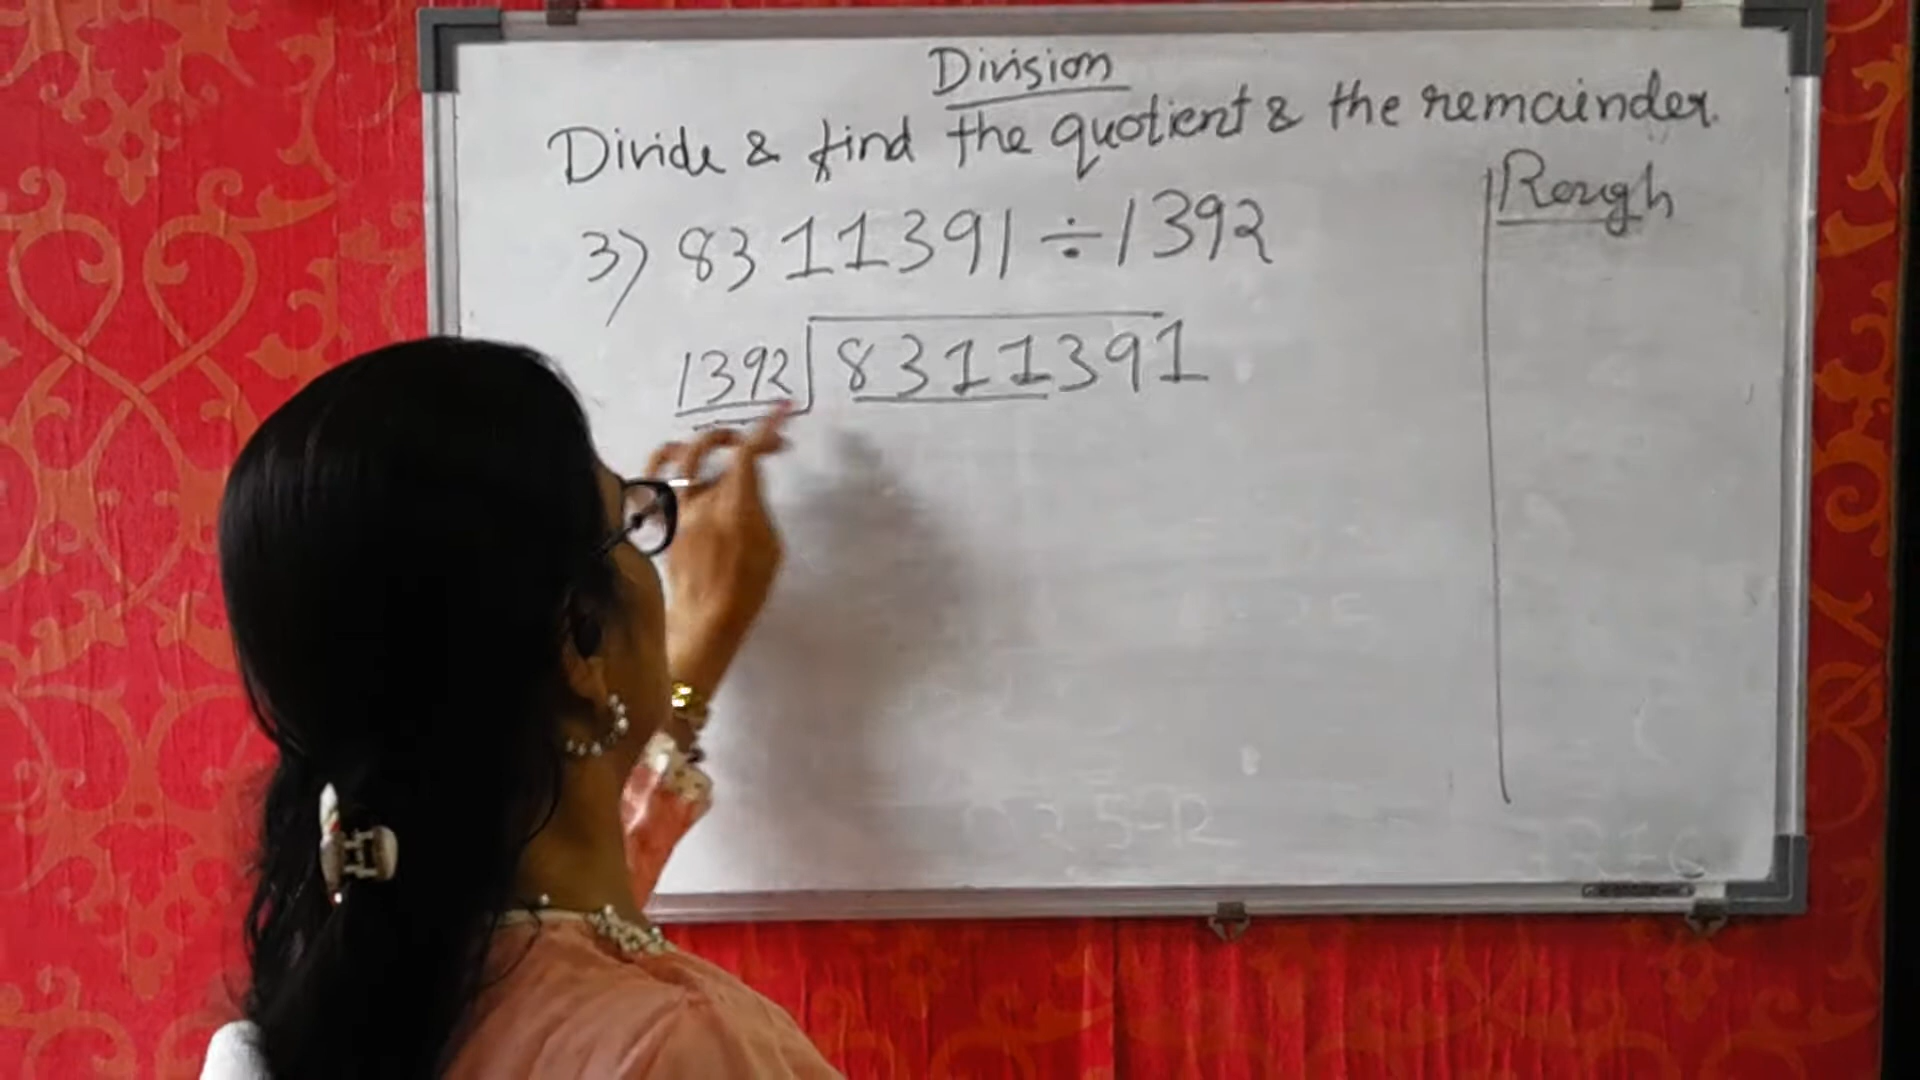 Division
Divide & find the quotient & the remainder.
Rough
3) 8311391 ÷ 1392
1392 8311391